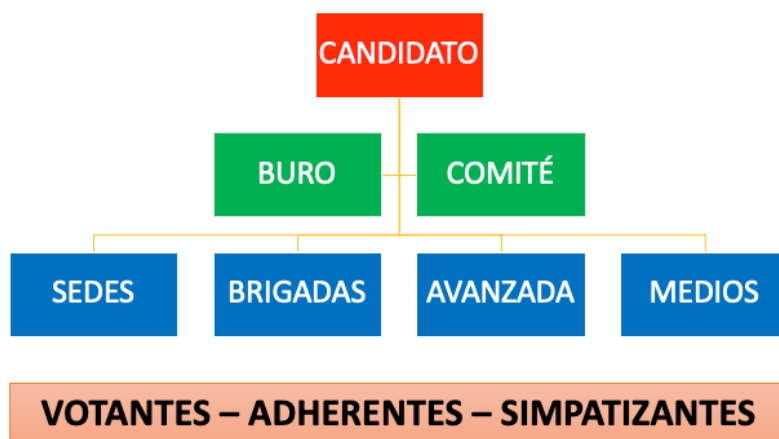 CANDIDATO
BURO
COMITÉ
SEDES
BRIGADAS
AVANZADA
MEDIOS
VOTANTES – ADHERENTES – SIMPATIZANTES